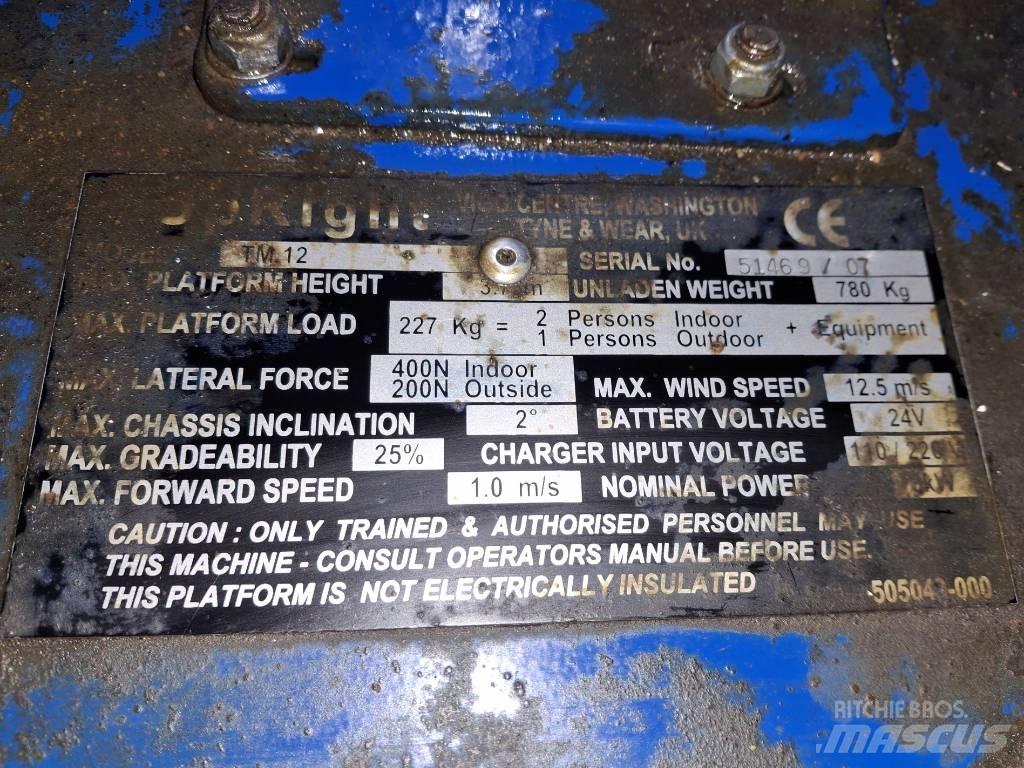 UpRight
CENTRE, WASHINGTON
TYNE & WEAR, UK
CE
TM 12
SERIAL No. 51469 / 07
PLATFORM HEIGHT
UNLADEN WEIGHT 780 Kg
MAX. PLATFORM LOAD 227 Kg = 2 Persons Indoor + Equipment
1 Persons Outdoor
MAX. LATERAL FORCE 400N Indoor
200N Outside
MAX. WIND SPEED 12.5 m/s
MAX: CHASSIS INCLINATION 2°
BATTERY VOLTAGE 24V
MAX. GRADEABILITY 25%
CHARGER INPUT VOLTAGE 110 / 220V
MAX. FORWARD SPEED 1.0 m/s
NOMINAL POWER
CAUTION : ONLY TRAINED & AUTHORISED PERSONNEL MAY USE
THIS MACHINE - CONSULT OPERATORS MANUAL BEFORE USE.
THIS PLATFORM IS NOT ELECTRICALLY INSULATED
RITCHIE BROS.
MASCUS